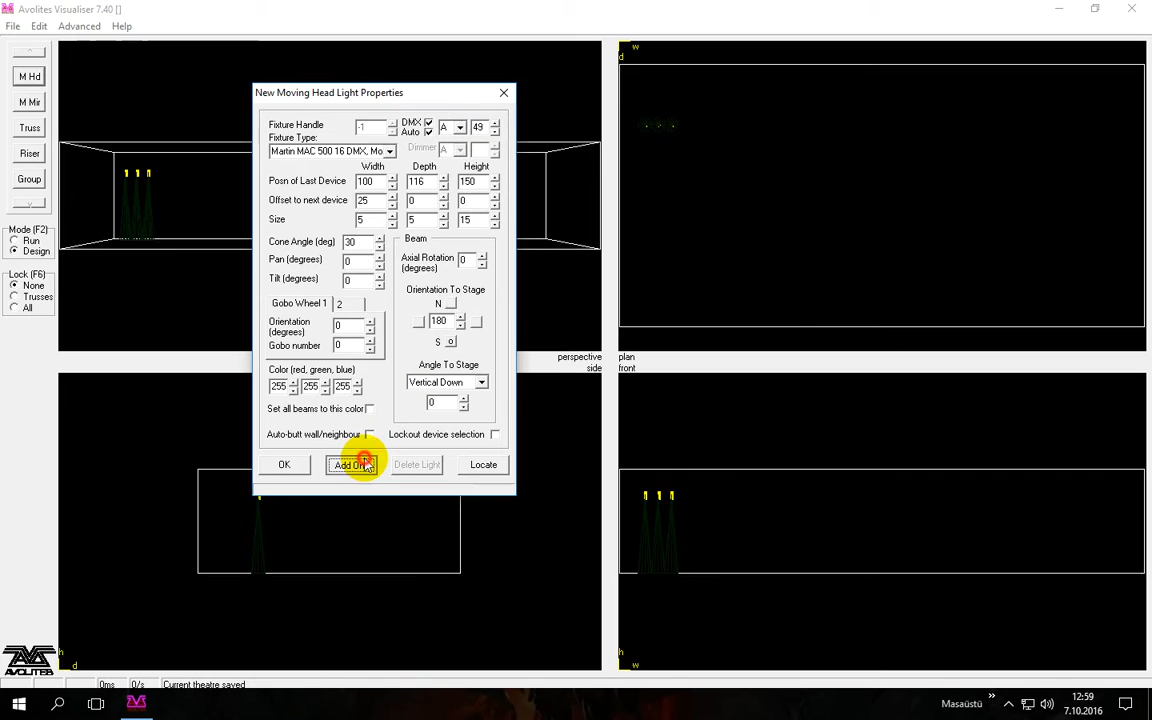 Avolites Visualiser 7.40 []
File Edit Advanced Help
^
M Hd
M Mir
Truss
Riser
Group
Mode (F2)
Run
Design
Lock (F6)
None
Trusses
All
w
d
New Moving Head Light Properties
Fixture Handle -1 DMX A 49
Auto
Fixture Type:
Martin MAC 500 16 DMX, Mo Dimmer A
Width Depth Height
Posn of Last Device 100 116 150
Offset to next device 25 0 0
Size 5 5 15
Cone Angle (deg) 30
Pan (degrees) 0
Tilt (degrees) 0
Gobo Wheel 1 2
Orientation (degrees) 0
Gobo number 0
Color (red, green, blue)
255 255 255
Set all beams to this color
Beam
Axial Rotation (degrees) 0
Orientation To Stage
N
180
S o
Angle To Stage
Vertical Down
0
Auto-butt wall/neighbour Lockout device selection
OK Add Delete Light Locate
perspective plan
side front
h
d
h
w
AVOLITES
0ms 0/s Current theatre saved
Masaüstü
12:59
7.10.2016